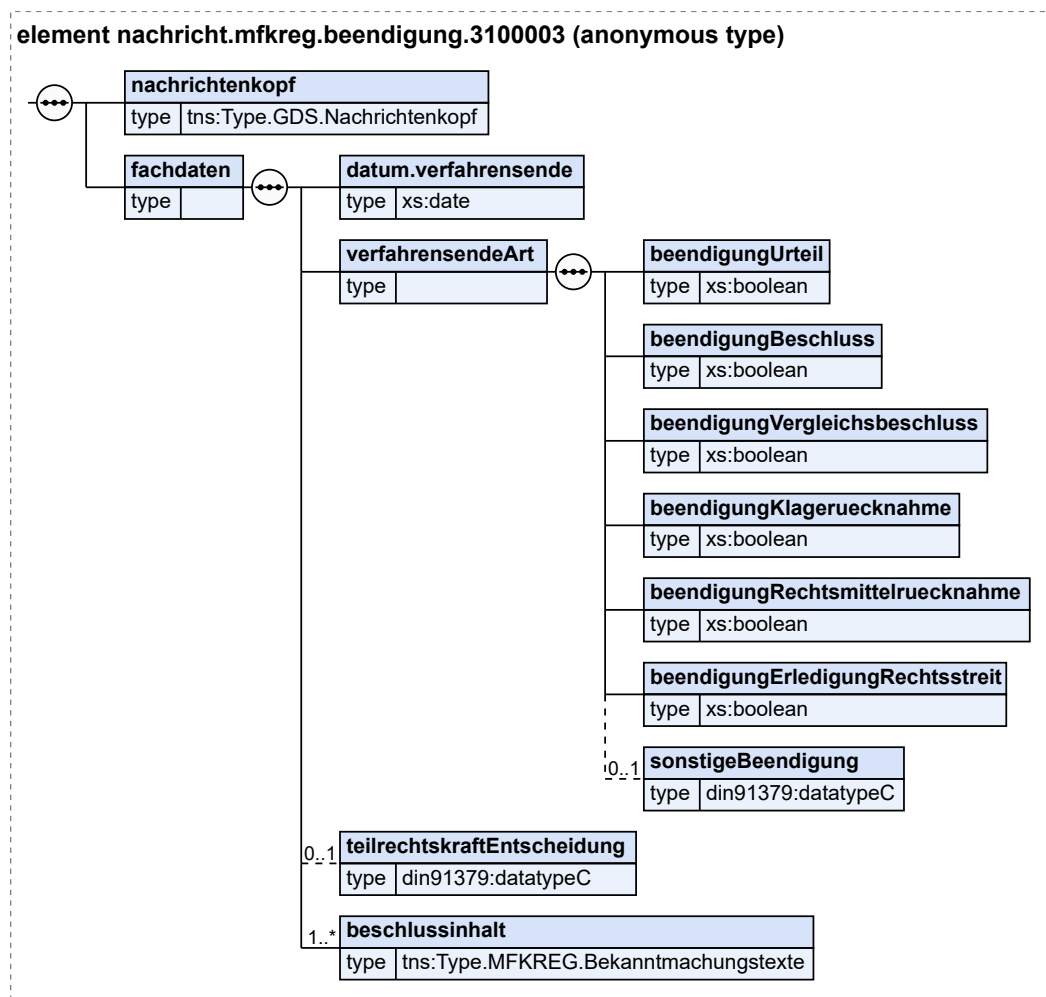 element nachricht.mfkreg.beendigung.3100003 (anonymous type)
nachrichtenkopf
type tns:Type.GDS.Nachrichtenkopf
fachdaten
type
datum.verfahrensende
type xs:date
verfahrensendeArt
type
beendigungUrteil
type xs:boolean
beendigungBeschluss
type xs:boolean
beendigungVergleichsbeschluss
type xs:boolean
beendigungKlageruecknahme
type xs:boolean
beendigungRechtsmittelruecknahme
type xs:boolean
beendigungErledigungRechtsstreit
type xs:boolean
0..1 sonstigeBeendigung
type din91379:datatypeC
0..1 teilrechtskraftEntscheidung
type din91379:datatypeC
1..* beschlussinhalt
type tns:Type.MFKREG.Bekanntmachungstexte